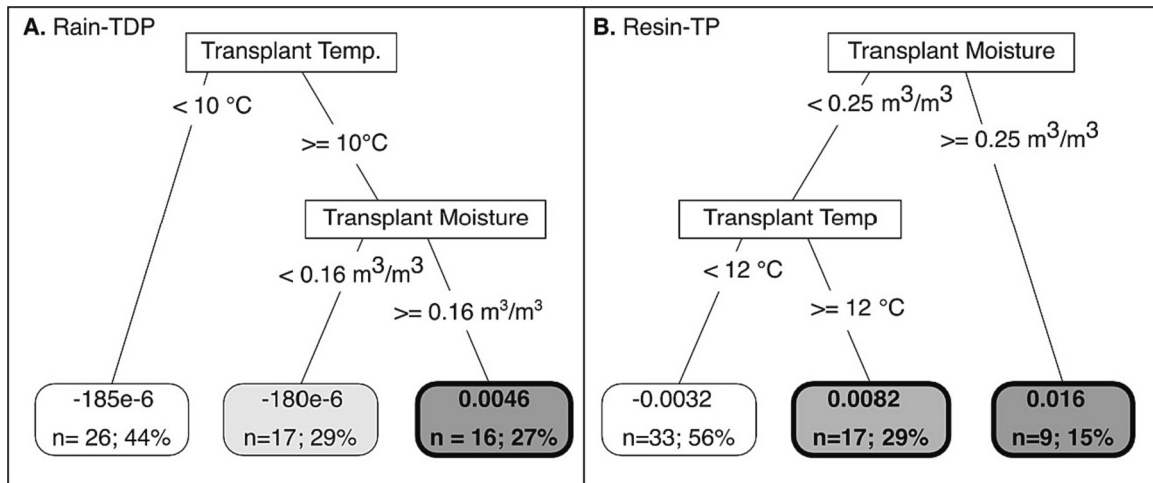 A. Rain-TDP
Transplant Temp.
< 10 °C
>= 10°C
Transplant Moisture
< 0.16 m³/m³
>= 0.16 m³/m³
-185e-6
n= 26; 44%
-180e-6
n=17; 29%
0.0046
n = 16; 27%
B. Resin-TP
Transplant Moisture
< 0.25 m³/m³
>= 0.25 m³/m³
Transplant Temp
< 12 °C
>= 12 °C
-0.0032
n=33; 56%
0.0082
n=17; 29%
0.016
n=9; 15%